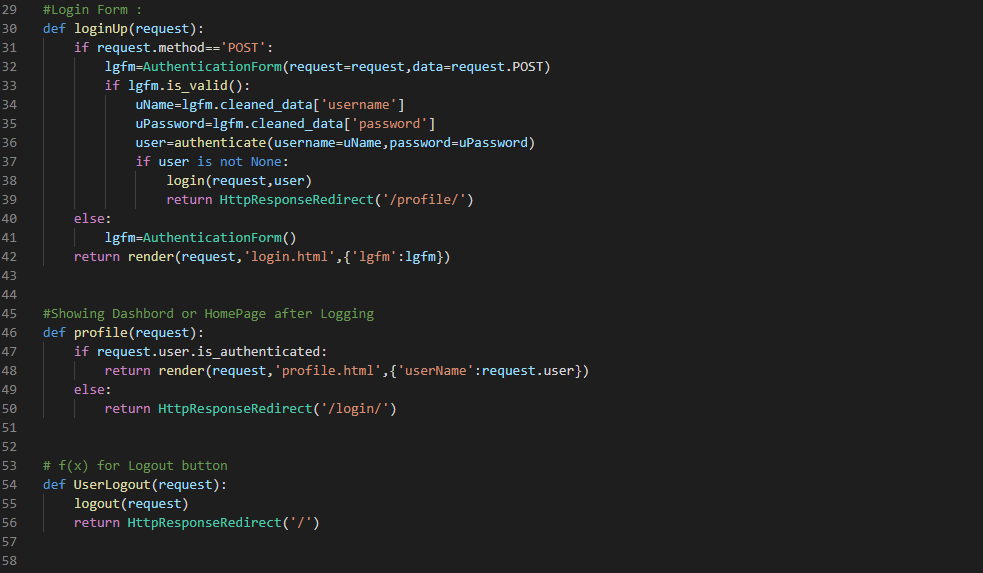 29 #Login Form :
30 def loginUp(request):
31     if request.method=='POST':
32         lgfm=AuthenticationForm(request=request,data=request.POST)
33         if lgfm.is_valid():
34             uName=lgfm.cleaned_data['username']
35             uPassword=lgfm.cleaned_data['password']
36             user=authenticate(username=uName,password=uPassword)
37             if user is not None:
38                 login(request,user)
39                 return HttpResponseRedirect('/profile/')
40     else:
41         lgfm=AuthenticationForm()
42     return render(request,'login.html',{'lgfm':lgfm})
43
44
45 #Showing Dashbord or HomePage after Logging
46 def profile(request):
47     if request.user.is_authenticated:
48         return render(request,'profile.html',{'userName':request.user})
49     else:
50         return HttpResponseRedirect('/login/')
51
52
53 # f(x) for Logout button
54 def UserLogout(request):
55     logout(request)
56     return HttpResponseRedirect('/')
57
58